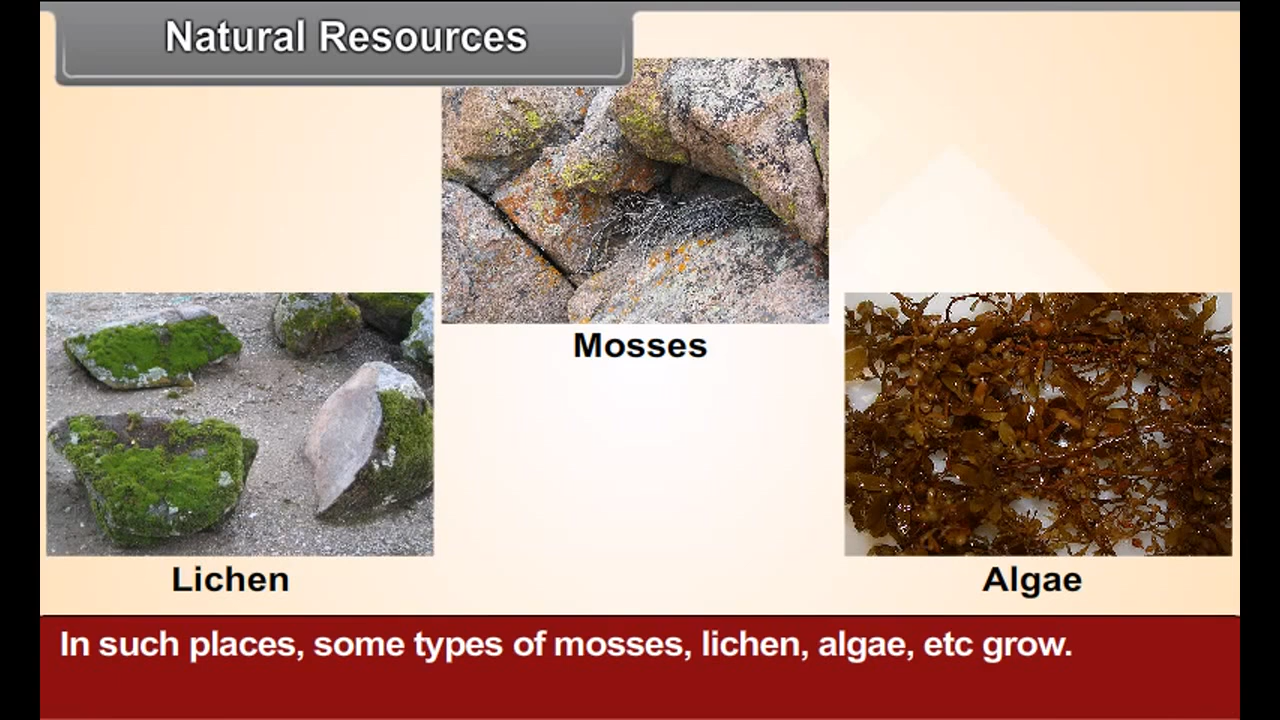 Natural Resources
Mosses
Lichen
Algae
In such places, some types of mosses, lichen, algae, etc grow.